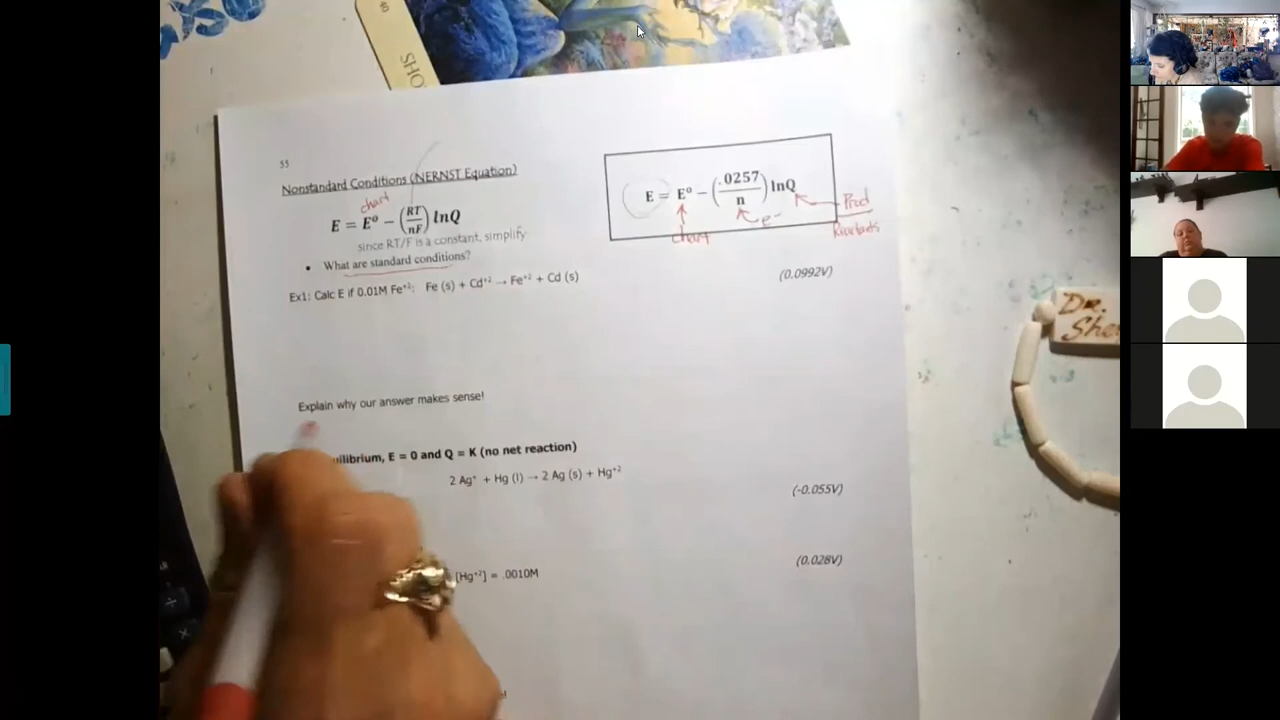 SHO
55
Nonstandard Conditions (NERNST Equation)
chart
E = E° − (RT/nF) lnQ
since RT/F is a constant, simplify
• What are standard conditions?
E = E° − (.0257/n) lnQ
chart
e-
Prod
Reactants
Ex1: Calc E if 0.01M Fe⁺²: Fe (s) + Cd⁺² → Fe⁺² + Cd (s) (0.0992V)
Explain why our answer makes sense!
uilibrium, E = 0 and Q = K (no net reaction)
2 Ag⁺ + Hg (l) → 2 Ag (s) + Hg⁺² (-0.055V)
[Hg⁺²] = .0010M (0.028V)
DR.
She